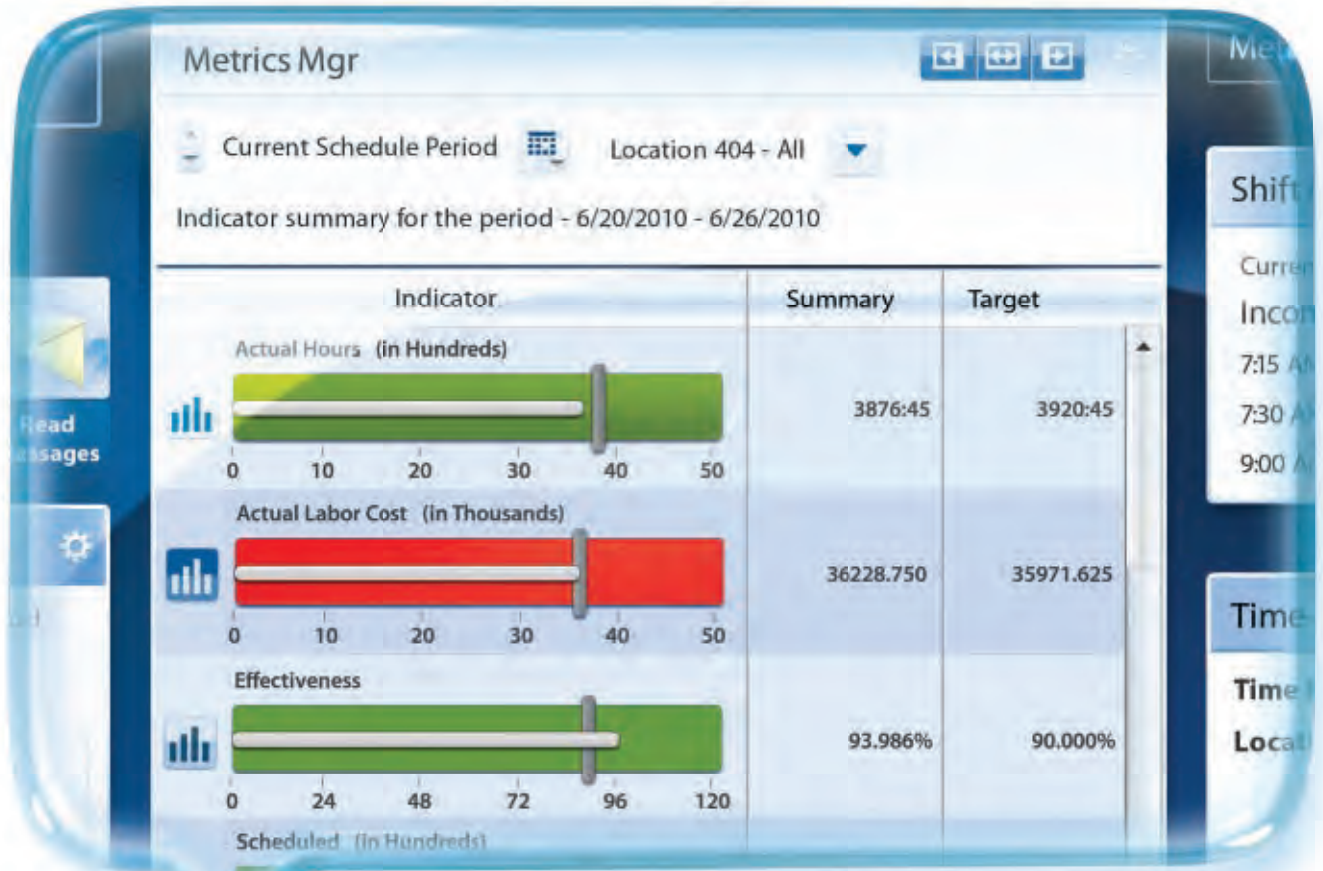 Metrics Mgr
Current Schedule Period
Location 404 - All
Indicator summary for the period - 6/20/2010 - 6/26/2010
Indicator Summary Target
Actual Hours (in Hundreds)
3876:45 3920:45
0 10 20 30 40 50
Actual Labor Cost (in Thousands)
36228.750 35971.625
0 10 20 30 40 50
Effectiveness
93.986% 90.000%
0 24 48 72 96 120
Scheduled (in Hundreds)
Read
Shift
7:15
7:30
9:00
Time
Time